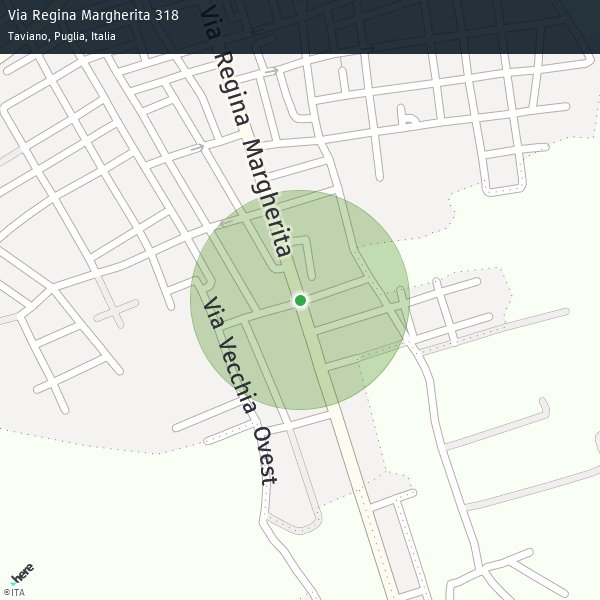 Via Regina Margherita 318
Taviano, Puglia, Italia
Via Regina Margherita
Via Vecchia Ovest
here
©ITA